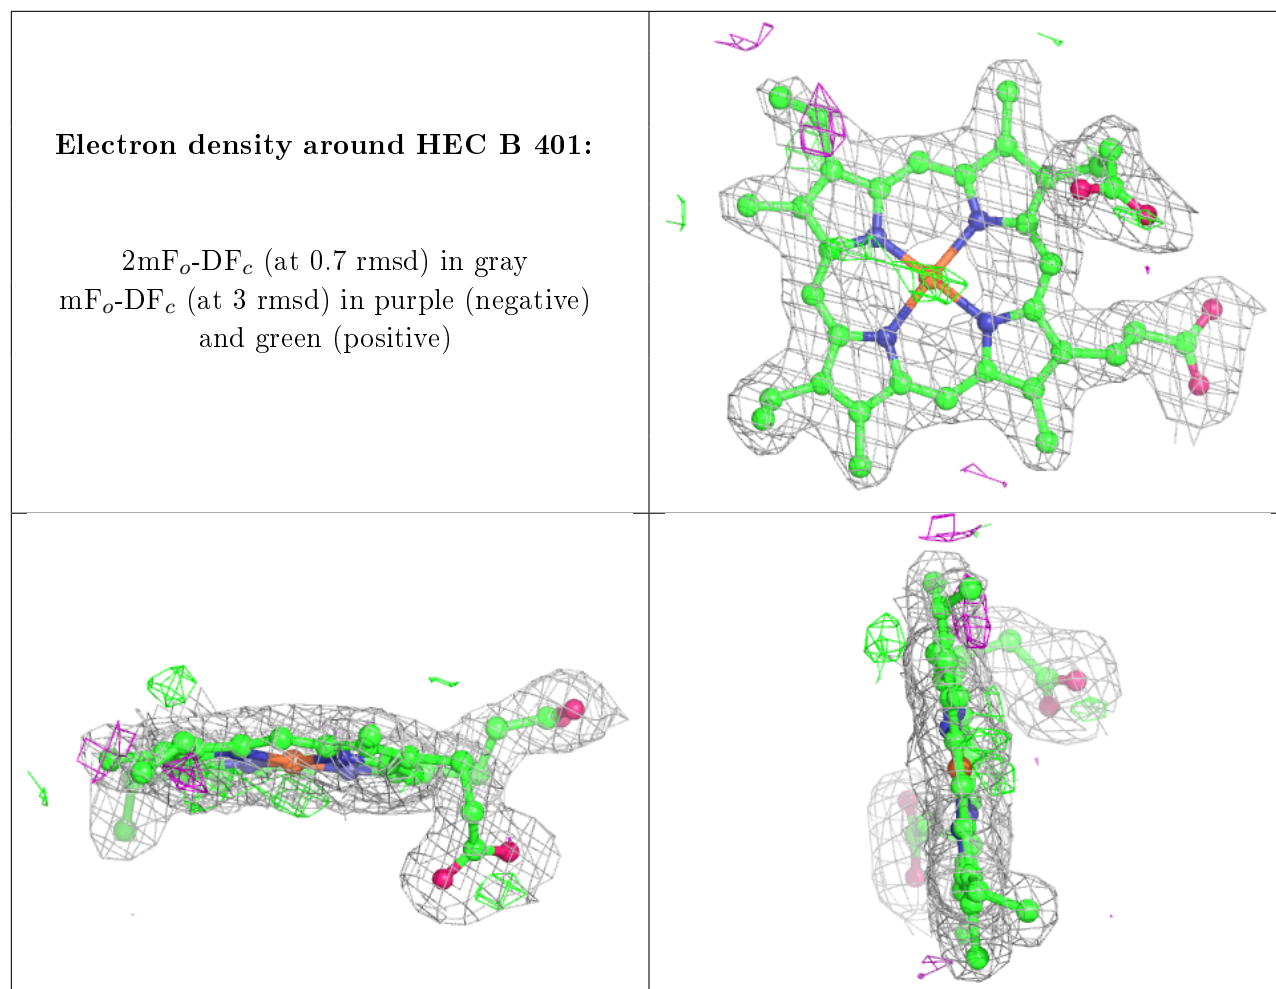 Electron density around HEC B 401:
2mFo-DFc (at 0.7 rmsd) in gray
mFo-DFc (at 3 rmsd) in purple (negative)
and green (positive)